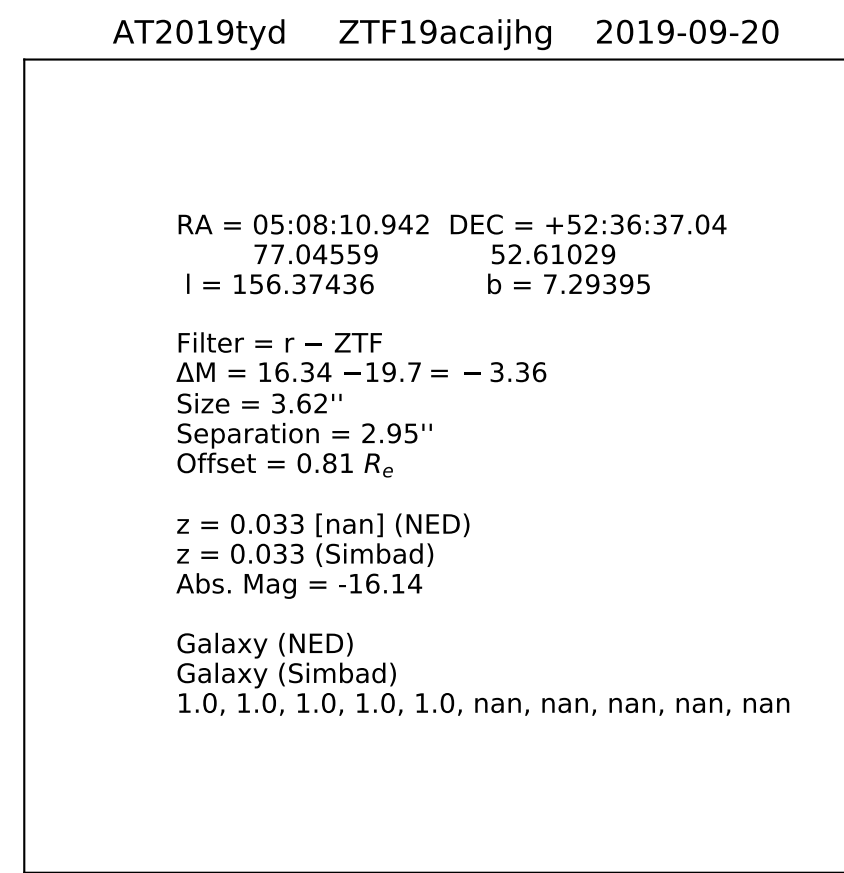 AT2019tyd ZTF19acaijhg 2019-09-20
RA = 05:08:10.942 DEC = +52:36:37.04
77.04559 52.61029
l = 156.37436 b = 7.29395
Filter = r − ZTF
ΔM = 16.34 −19.7 = − 3.36
Size = 3.62''
Separation = 2.95''
Offset = 0.81 Re
z = 0.033 [nan] (NED)
z = 0.033 (Simbad)
Abs. Mag = -16.14
Galaxy (NED)
Galaxy (Simbad)
1.0, 1.0, 1.0, 1.0, 1.0, nan, nan, nan, nan, nan